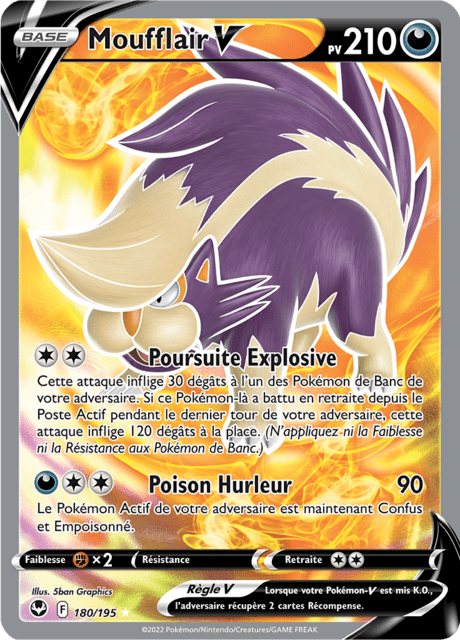 BASE
Moufflair V
PV 210
Poursuite Explosive
Cette attaque inflige 30 dégâts à l'un des Pokémon de Banc de
votre adversaire. Si ce Pokémon-là a battu en retraite depuis le
Poste Actif pendant le dernier tour de votre adversaire, cette
attaque inflige 120 dégâts à la place. (N'appliquez ni la Faiblesse
ni la Résistance aux Pokémon de Banc.)
Poison Hurleur 90
Le Pokémon Actif de votre adversaire est maintenant Confus
et Empoisonné.
Faiblesse ×2 Résistance Retraite
Illus. 5ban Graphics
Règle V
Lorsque votre Pokémon-V est mis K.O.,
l'adversaire récupère 2 cartes Récompense.
F 180/195
©2022 Pokémon/Nintendo/Creatures/GAME FREAK